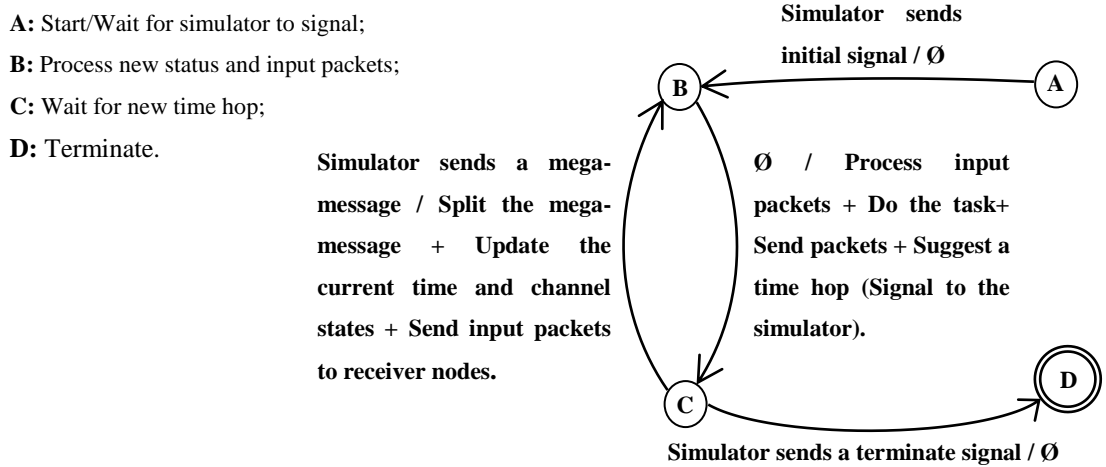 A: Start/Wait for simulator to signal;
B: Process new status and input packets;
C: Wait for new time hop;
D: Terminate.
Simulator sends
initial signal / Ø
B
A
Simulator sends a mega-
message / Split the mega-
message + Update the
current time and channel
states + Send input packets
to receiver nodes.
Ø / Process input
packets + Do the task+
Send packets + Suggest a
time hop (Signal to the
simulator).
C
D
Simulator sends a terminate signal / Ø